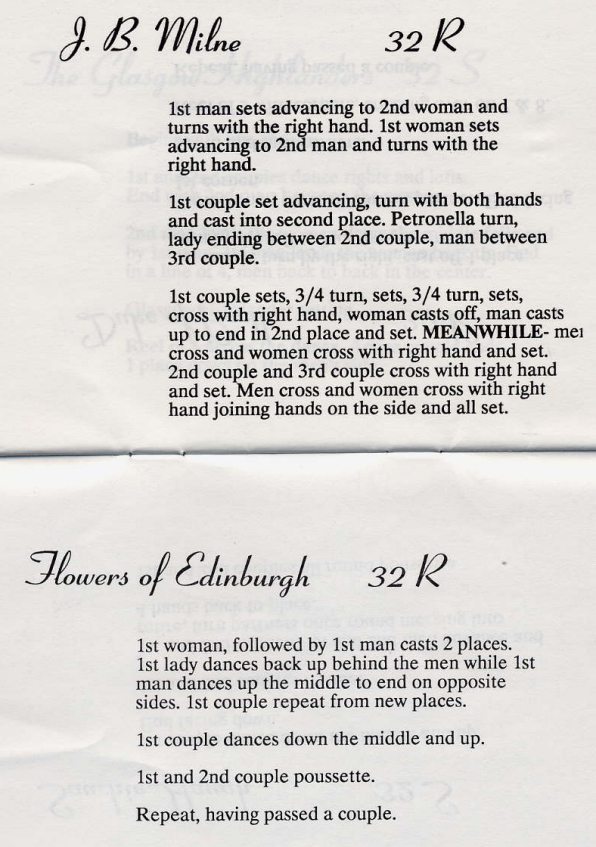 J. B. Milne 32 R
1st man sets advancing to 2nd woman and
turns with the right hand. 1st woman sets
advancing to 2nd man and turns with the
right hand.
1st couple set advancing, turn with both hands
and cast into second place. Petronella turn,
lady ending between 2nd couple, man between
3rd couple.
1st couple sets, 3/4 turn, sets, 3/4 turn, sets,
cross with right hand, woman casts off, man casts
up to end in 2nd place and set. MEANWHILE- men
cross and women cross with right hand and set.
2nd couple and 3rd couple cross with right hand
and set. Men cross and women cross with right
hand joining hands on the side and all set.
Flowers of Edinburgh 32 R
1st woman, followed by 1st man casts 2 places.
1st lady dances back up behind the men while 1st
man dances up the middle to end on opposite
sides. 1st couple repeat from new places.
1st couple dances down the middle and up.
1st and 2nd couple poussette.
Repeat, having passed a couple.